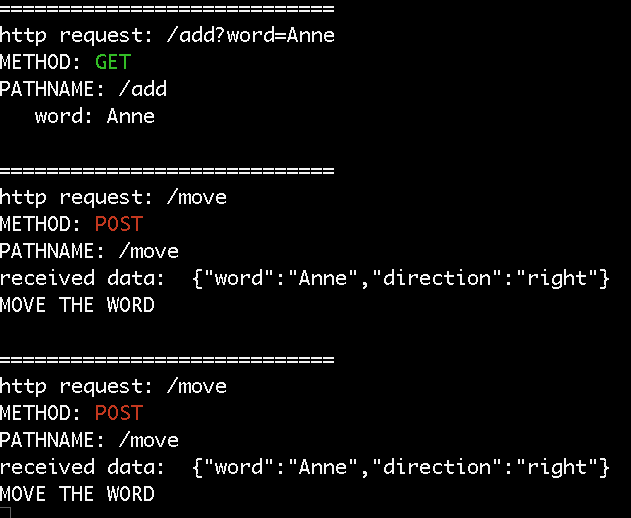 ============================
http request: /add?word=Anne
METHOD: GET
PATHNAME: /add
   word: Anne

============================
http request: /move
METHOD: POST
PATHNAME: /move
received data:  {"word":"Anne","direction":"right"}
MOVE THE WORD

============================
http request: /move
METHOD: POST
PATHNAME: /move
received data:  {"word":"Anne","direction":"right"}
MOVE THE WORD